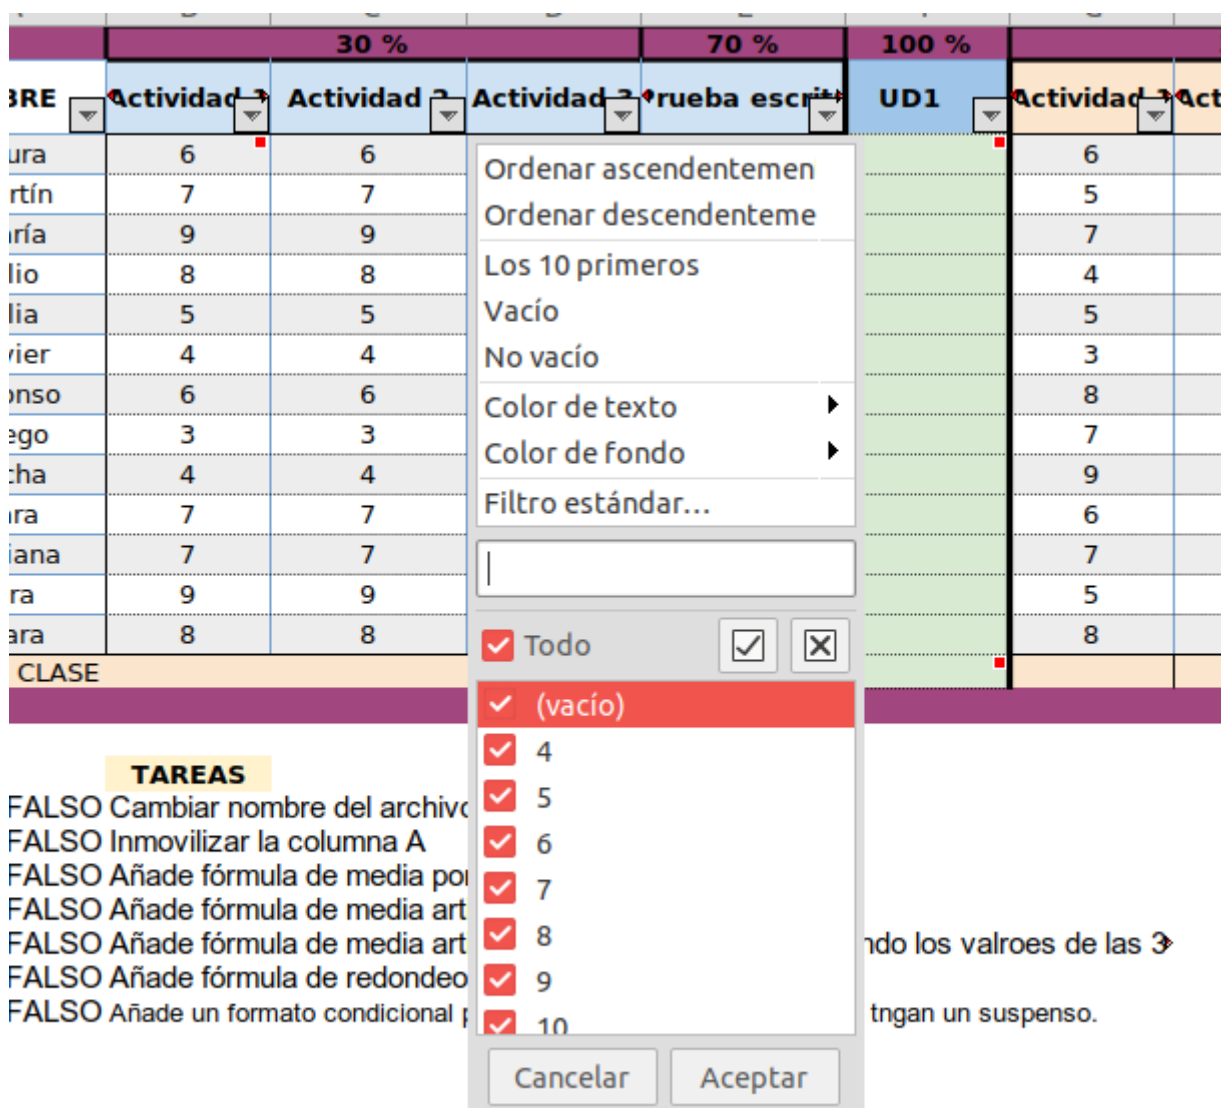 30 % 70 % 100 %
BRE Actividad 1 Actividad 2 Actividad 3 Prueba escrit UD1 Actividad 1 Act
ura 6 6 6
rtín 7 7 5
ría 9 9 7
lio 8 8 4
lia 5 5 5
vier 4 4 3
onso 6 6 8
ego 3 3 7
cha 4 4 9
ra 7 7 6
iana 7 7 7
ra 9 9 5
ara 8 8 8
CLASE
Ordenar ascendentemen
Ordenar descendenteme
Los 10 primeros
Vacío
No vacío
Color de texto
Color de fondo
Filtro estándar...
Todo
(vacío)
4
5
6
7
8
9
10
Cancelar Aceptar
TAREAS
FALSO Cambiar nombre del archivo
FALSO Inmovilizar la columna A
FALSO Añade fórmula de media por
FALSO Añade fórmula de media art
FALSO Añade fórmula de media art ndo los valroes de las 3
FALSO Añade fórmula de redondeo
FALSO Añade un formato condicional p tngan un suspenso.